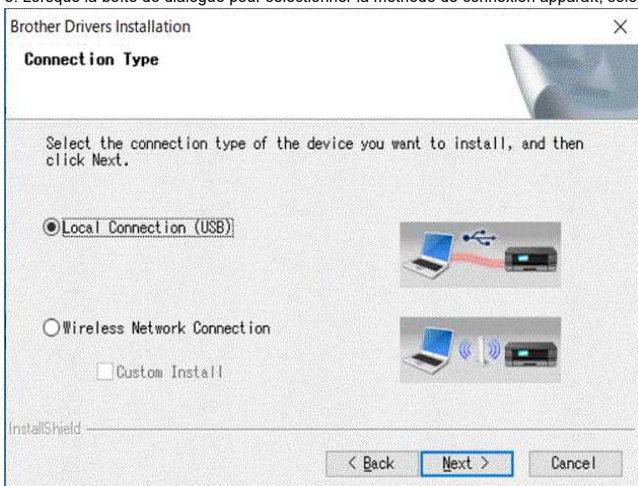 Brother Drivers Installation
Connection Type
Select the connection type of the device you want to install, and then
click Next.
Local Connection (USB)
Wireless Network Connection
Custom Install
InstallShield
< Back
Next >
Cancel